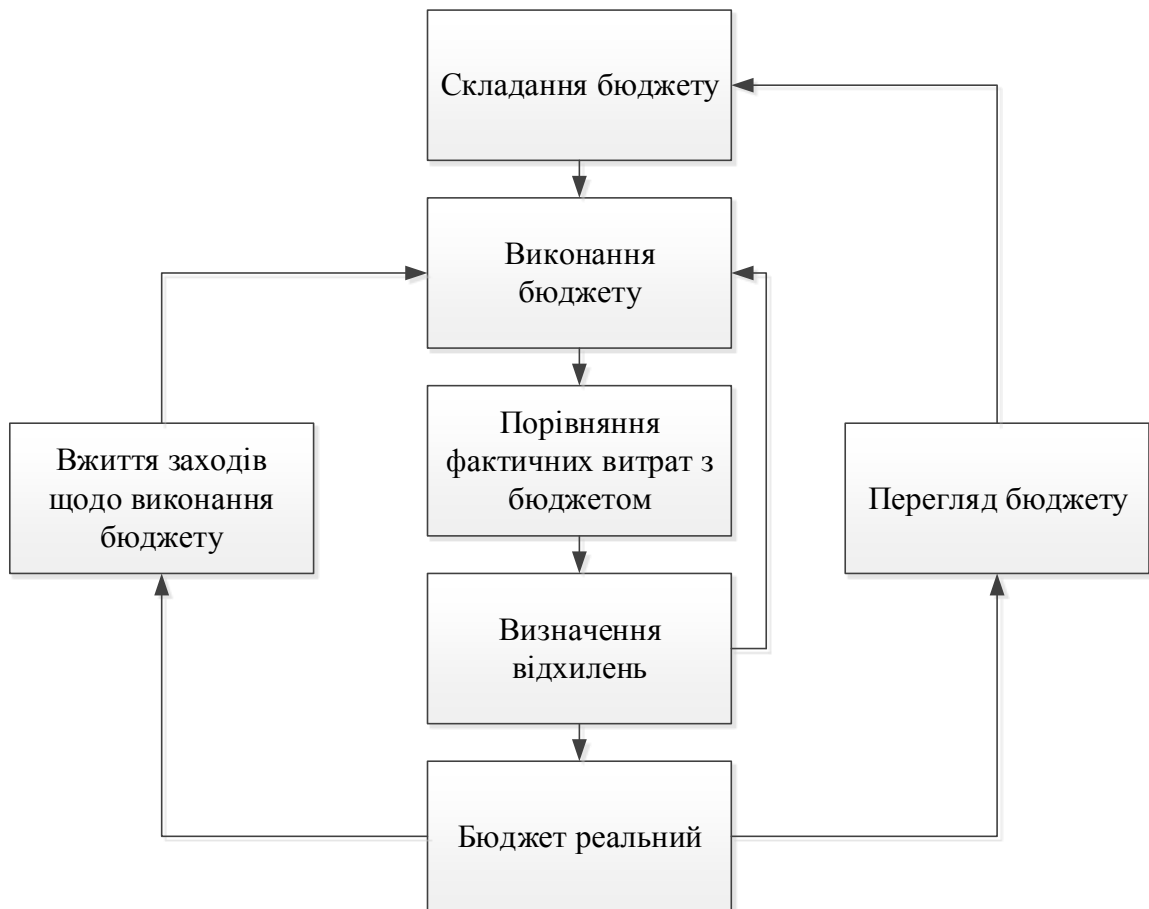 Складання бюджету
Виконання
бюджету
Порівняння
фактичних витрат з
бюджетом
Вжиття заходів
щодо виконання
бюджету
Перегляд бюджету
Визначення
відхилень
Бюджет реальний